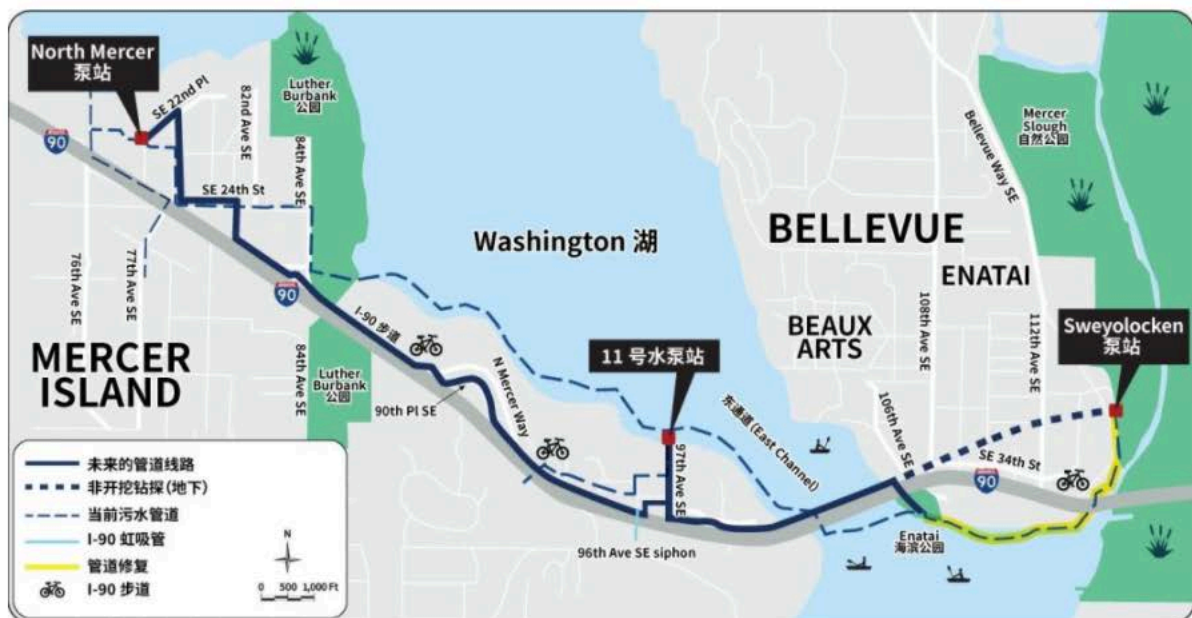 North Mercer
泵站
SE 22nd Pl
82nd Ave SE
Luther
Burbank
公园
84th Ave SE
INTERSTATE
90
SE 24th St
76th Ave SE
77th Ave SE
90
MERCER
ISLAND
84th Ave SE
Luther
Burbank
公园
I-90 步道
90th Pl SE
N Mercer Way
Washington 湖
11 号水泵站
97th Ave SE
96th Ave SE siphon
东通道 (East Channel)
BELLEVUE
ENATAI
BEAUX
ARTS
Bellevue Way SE
Mercer
Slough
自然公园
108th Ave SE
112th Ave SE
106th Ave SE
Sweyolocken
泵站
SE 34th St
90
Enatai
海滨公园
未来的管道线路
非开挖钻探(地下)
当前污水管道
I-90 虹吸管
管道修复
I-90 步道
N
0 500 1,000 Ft